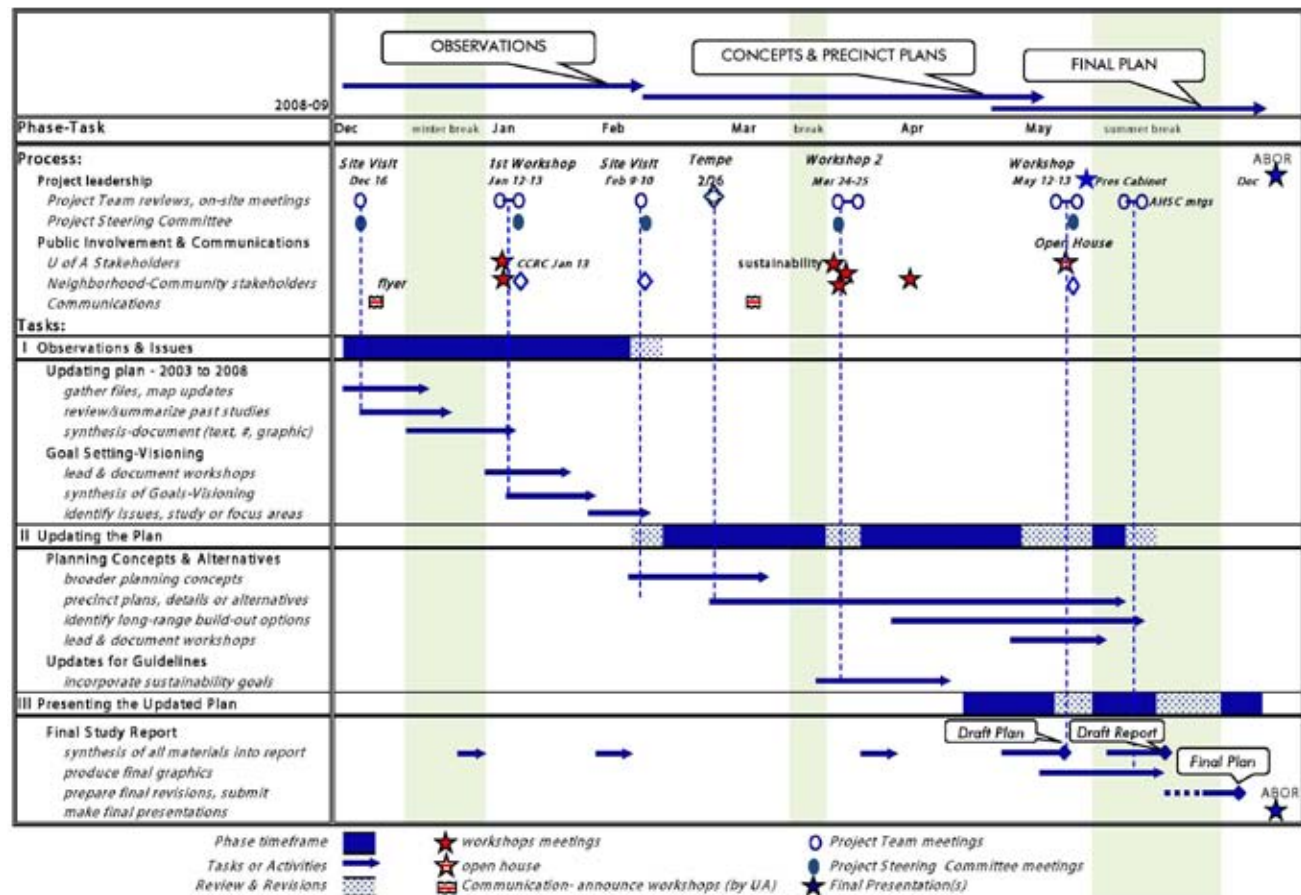 OBSERVATIONS
CONCEPTS & PRECINCT PLANS
FINAL PLAN
2008-09
Phase-Task Dec winter break Jan Feb Mar break Apr May summer break
Process:
Site Visit 1st Workshop Site Visit Tempe Workshop 2 Workshop ABOR
Project leadership Dec 16 Jan 12-13 Feb 9-10 2/26 Mar 24-25 May 12-13 Pres Cabinet Dec
Project Team reviews, on-site meetings AHSC mtgs
Project Steering Committee
Public Involvement & Communications Open House
U of A Stakeholders CCRC Jan 13 sustainability
Neighborhood-Community stakeholders flyer
Communications
Tasks:
I Observations & Issues
Updating plan - 2003 to 2008
gather files, map updates
review/summarize past studies
synthesis-document (text, #, graphic)
Goal Setting-Visioning
lead & document workshops
synthesis of Goals-Visioning
identify issues, study or focus areas
II Updating the Plan
Planning Concepts & Alternatives
broader planning concepts
precinct plans, details or alternatives
identify long-range build-out options
lead & document workshops
Updates for Guidelines
incorporate sustainability goals
III Presenting the Updated Plan
Final Study Report Draft Plan Draft Report
synthesis of all materials into report
produce final graphics Final Plan
prepare final revisions, submit ABOR
make final presentations
Phase timeframe workshops meetings Project Team meetings
Tasks or Activities open house Project Steering Committee meetings
Review & Revisions Communication- announce workshops (by UA) Final Presentation(s)